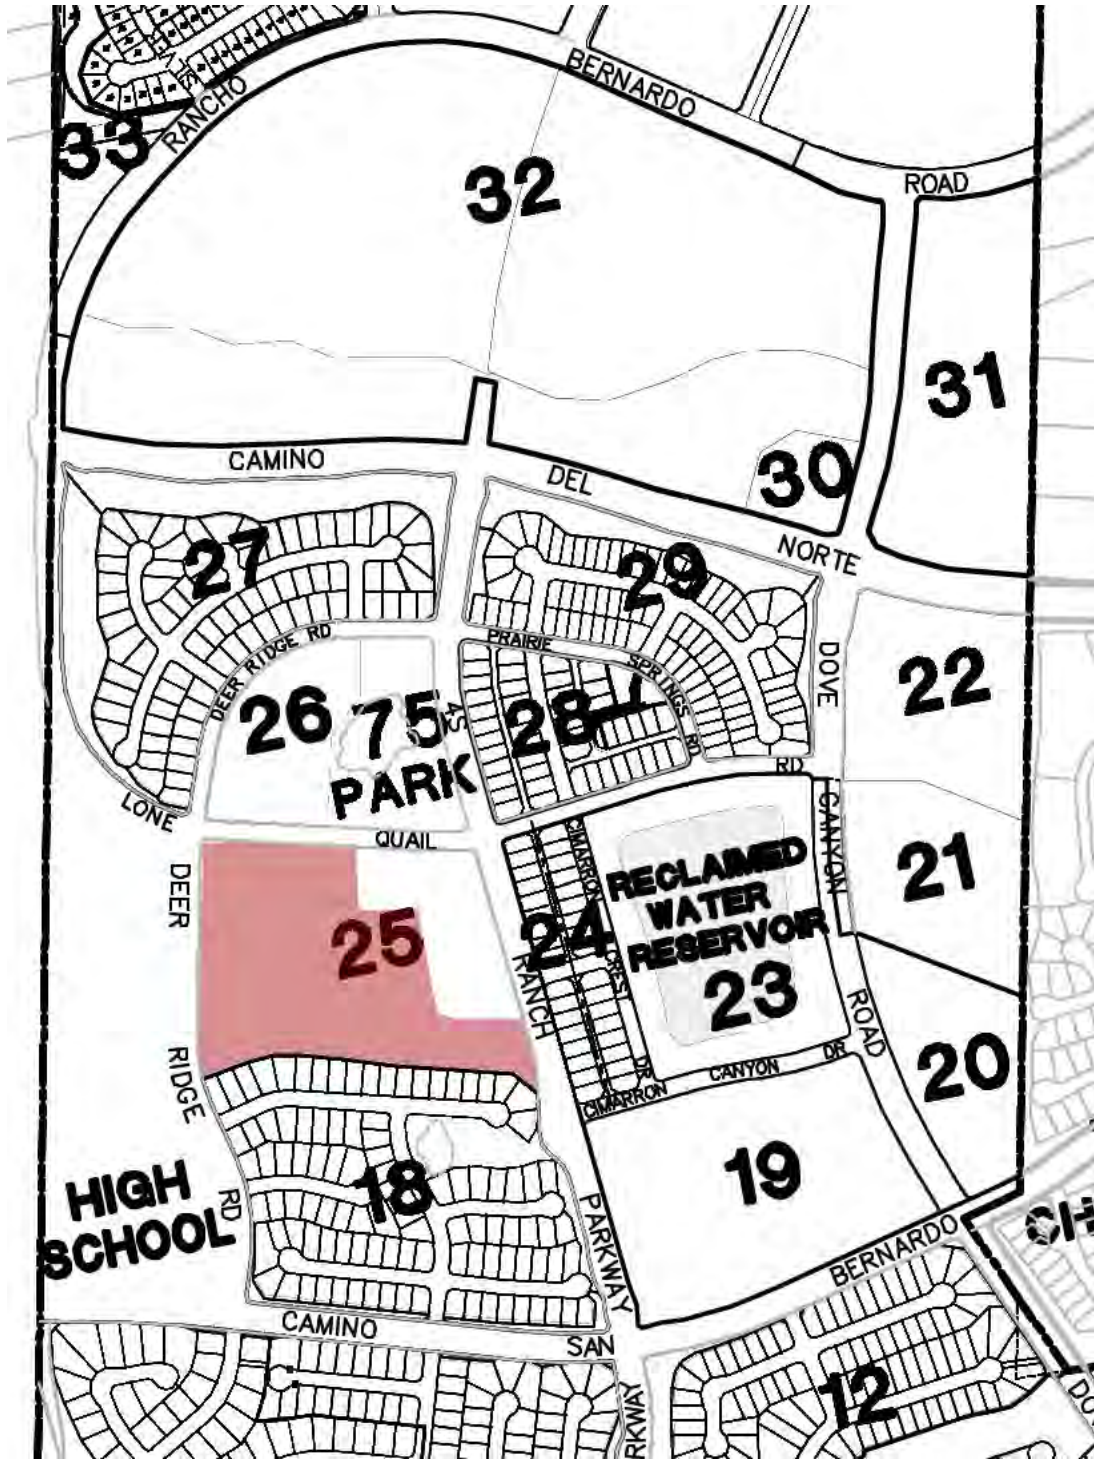 RANCHO
BERNARDO
ROAD
33
32
31
30
CAMINO
DEL
NORTE
27
29
DEER RIDGE RD
PRAIRIE
SPRINGS
RD
DOVE
22
26
75
PARK
4S
28
LONE
QUAIL
RD
CANYON
DEER
25
24
CIMARRON
CREST
DR
RECLAIMED
WATER
RESERVOIR
23
21
RANCH
ROAD
RIDGE
RD
CIMARRON
CANYON
DR
20
HIGH
SCHOOL
18
19
PARKWAY
BERNARDO
CAMINO
SAN
12